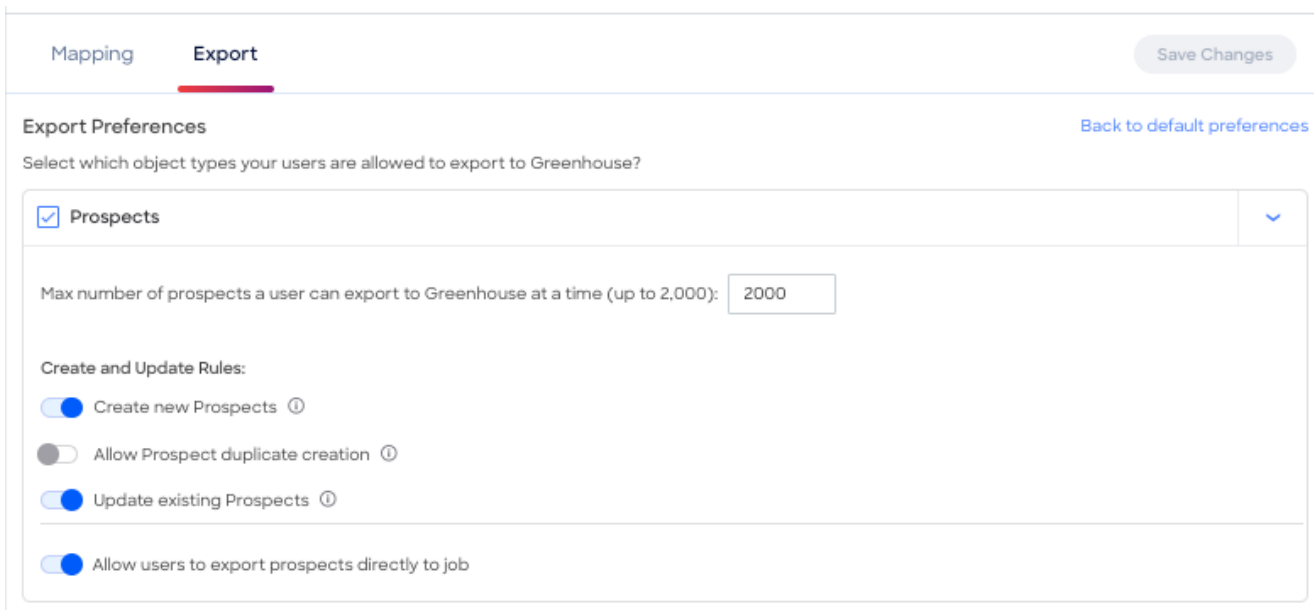 Mapping
Export
Save Changes
Export Preferences
Back to default preferences
Select which object types your users are allowed to export to Greenhouse?
Prospects
Max number of prospects a user can export to Greenhouse at a time (up to 2,000): 2000
Create and Update Rules:
Create new Prospects
Allow Prospect duplicate creation
Update existing Prospects
Allow users to export prospects directly to job